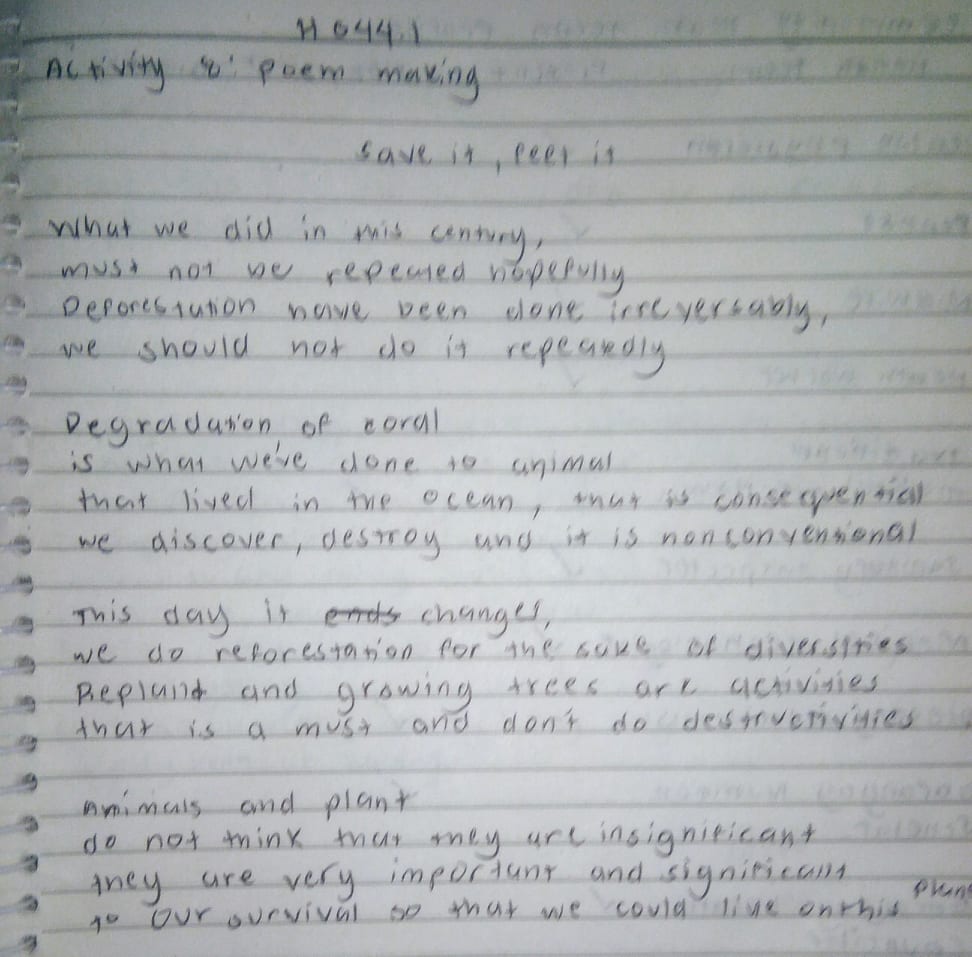 Activity 8: poem making
save it, feel it
What we did in this century,
must not be repeated hopefully
Deforestation have been done irreversably,
we should not do it repeatedly
Degradation of coral
is what we've done to animal
that lived in the ocean, that is consequential
we discover, destroy and it is nonconventional
This day it ends changes,
we do reforestation for the sake of diversities
Replant and growing trees are activities
that is a must and don't do destructivities
Animals and plant
do not think that they are insignificant
they are very important and significant
to our survival so that we could live on this